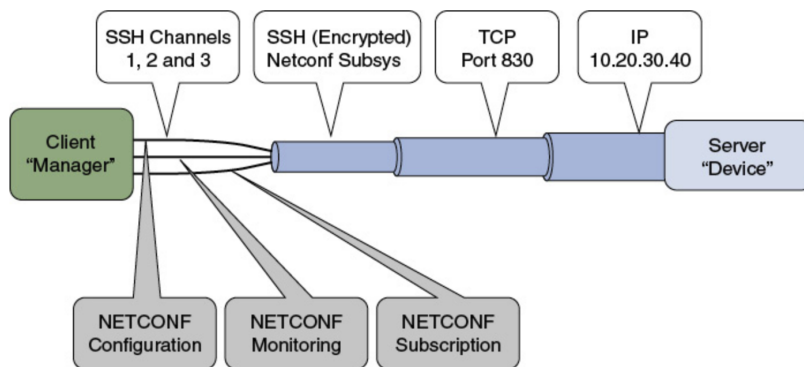 SSH Channels
1, 2 and 3
SSH (Encrypted)
Netconf Subsys
TCP
Port 830
IP
10.20.30.40
Client
“Manager”
Server
“Device”
NETCONF
Configuration
NETCONF
Monitoring
NETCONF
Subscription